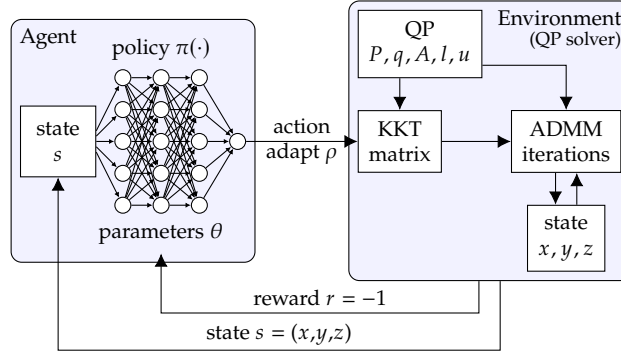 Agent
policy π(·)
state
s
parameters θ
action
adapt ρ
Environment
(QP solver)
QP
P, q, A, l, u
KKT
matrix
ADMM
iterations
state
x, y, z
reward r = −1
state s = (x,y,z)